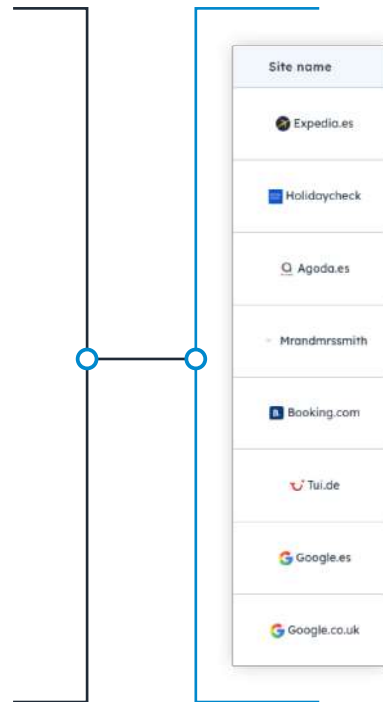 Site name
Expedia.es
Holidaycheck
Agoda.es
Mrandmrssmith
Booking.com
Tui.de
Google.es
Google.co.uk